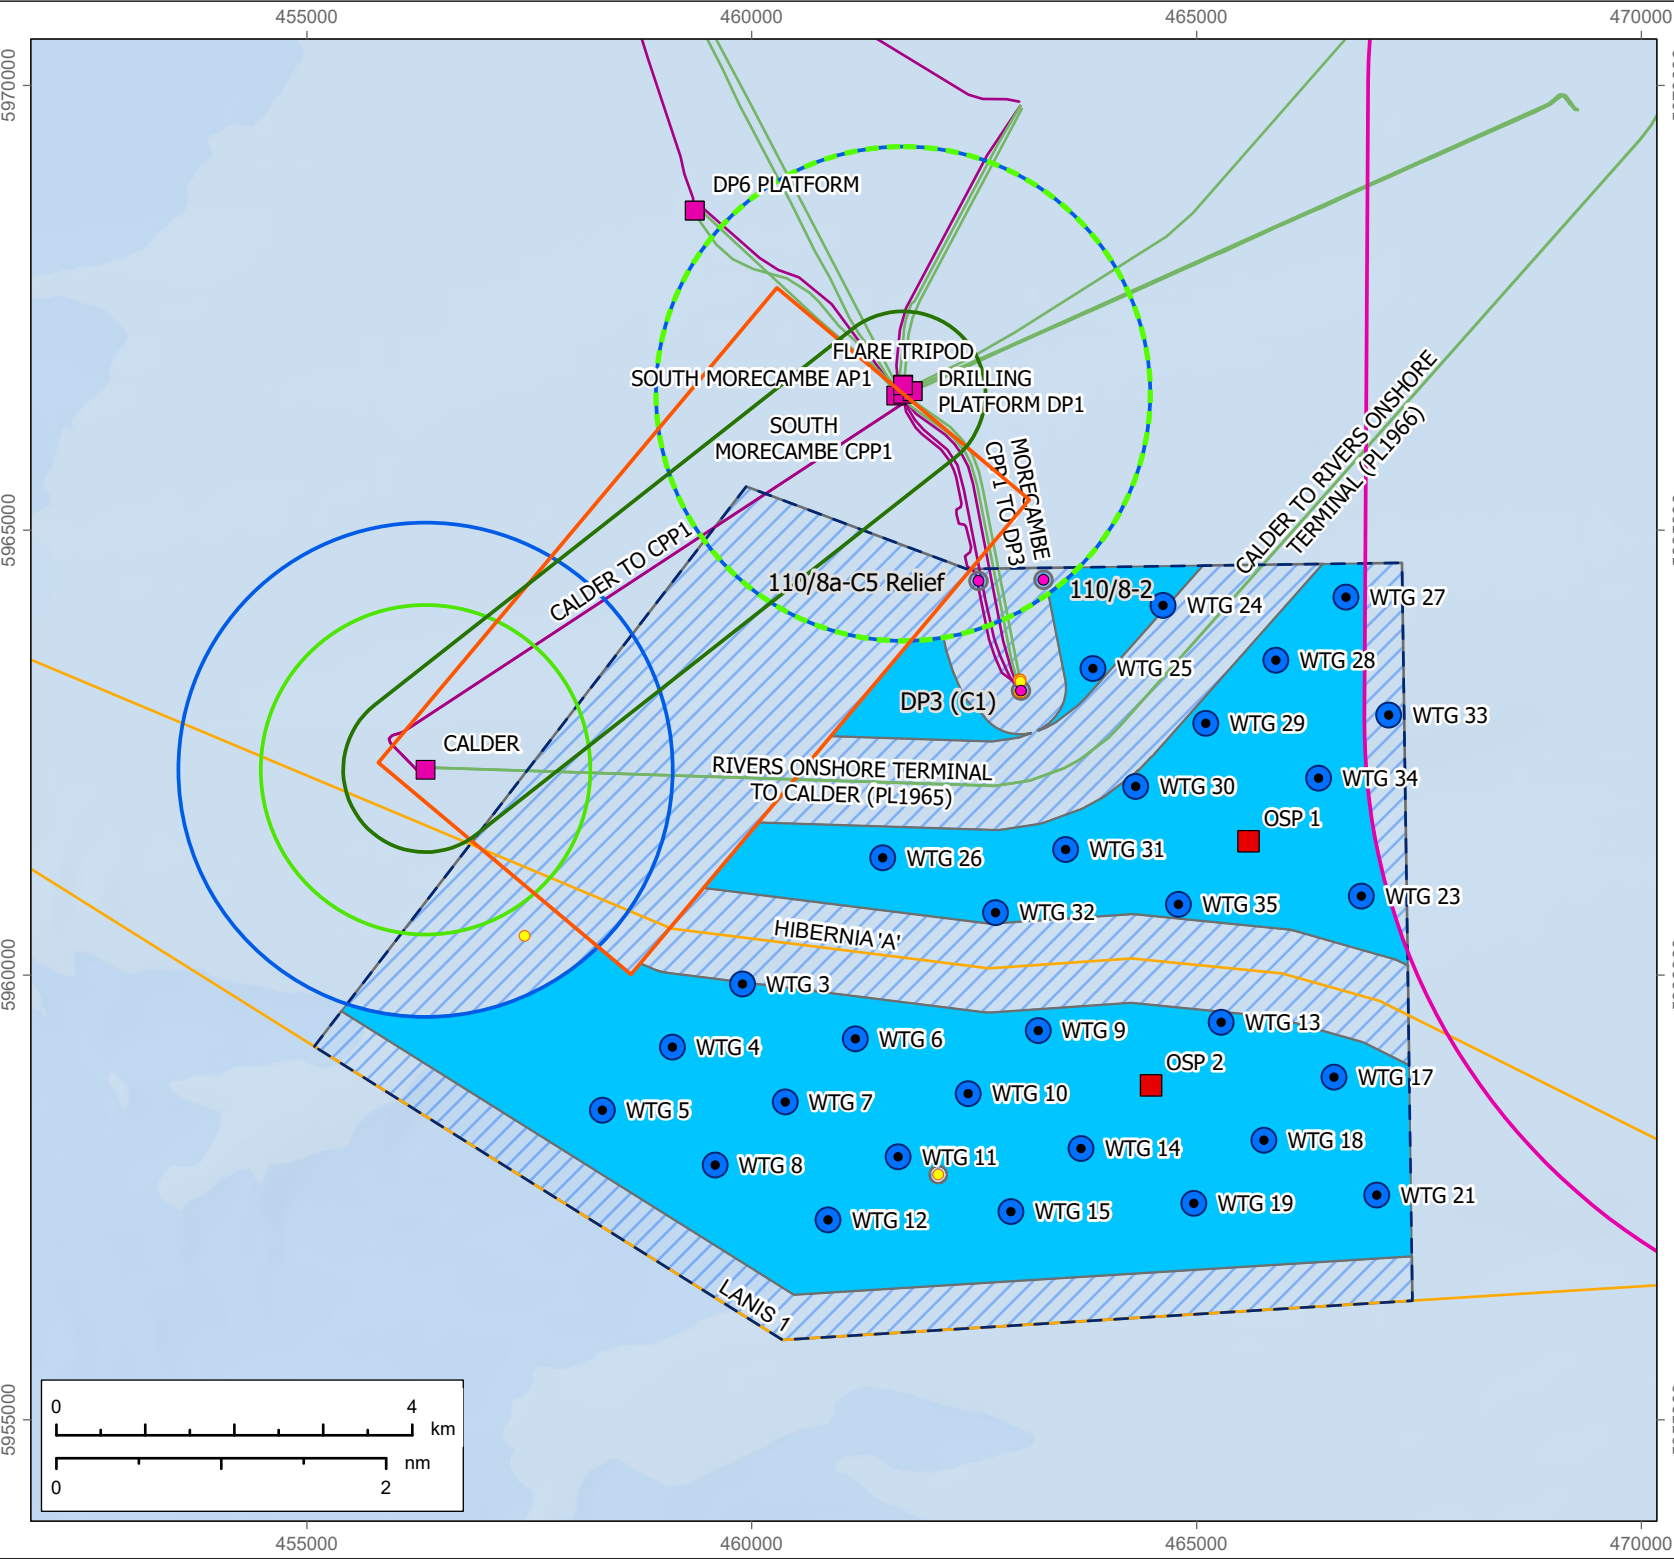 455000
460000
465000
470000
5970000
DP6 PLATFORM
FLARE TRIPOD
SOUTH MORECAMBE AP1
DRILLING
PLATFORM DP1
SOUTH
MORECAMBE CPP1
MORECAMBE
CPP1 TO DP3
CALDER TO RIVERS ONSHORE
TERMINAL (PL1966)
5965000
CALDER TO CPP1
110/8a-C5 Relief
110/8-2
WTG 24
WTG 27
WTG 25
WTG 28
DP3 (C1)
WTG 29
WTG 33
CALDER
RIVERS ONSHORE TERMINAL
TO CALDER (PL1965)
WTG 30
WTG 34
OSP 1
WTG 26
WTG 31
WTG 32
WTG 35
WTG 23
HIBERNIA 'A'
5960000
WTG 3
WTG 4
WTG 6
WTG 9
WTG 13
OSP 2
WTG 17
WTG 5
WTG 7
WTG 10
WTG 8
WTG 11
WTG 14
WTG 18
WTG 12
WTG 15
WTG 19
WTG 21
LANIS 1
5955000
0 4
km
nm
0 2
455000
460000
465000
470000